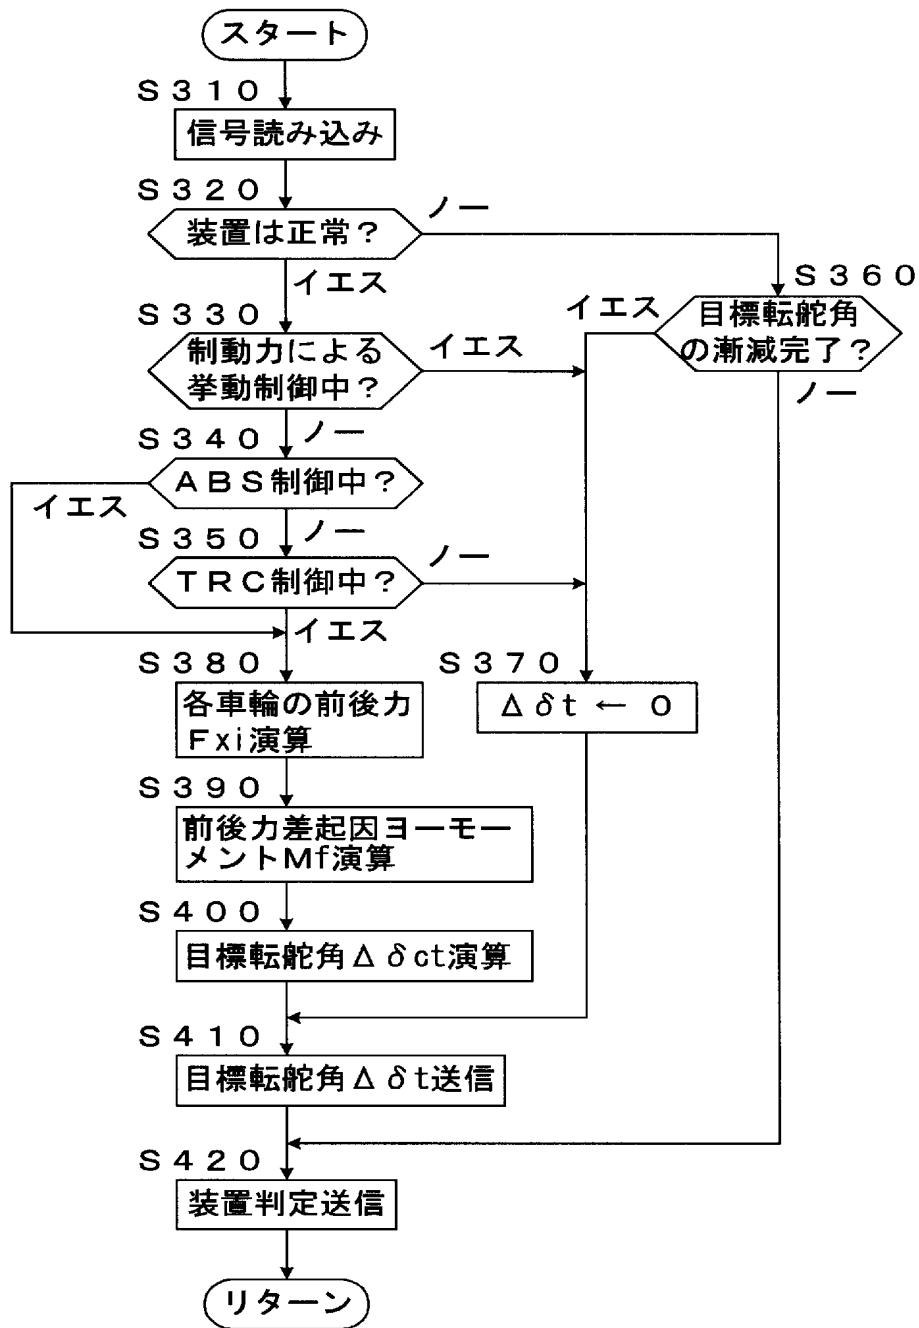 スタート
S310
信号読み込み
S320
装置は正常？
ノー
イエス
S360
目標転舵角
の漸減完了？
イエス
ノー
S330
制動力による
挙動制御中？
イエス
ノー
S340
ABS制御中？
イエス
ノー
S350
TRC制御中？
ノー
イエス
S380
各車輪の前後力
Fxi演算
S370
Δδt ← 0
S390
前後力差起因ヨーモー
メントMf演算
S400
目標転舵角Δδct演算
S410
目標転舵角Δδt送信
S420
装置判定送信
リターン